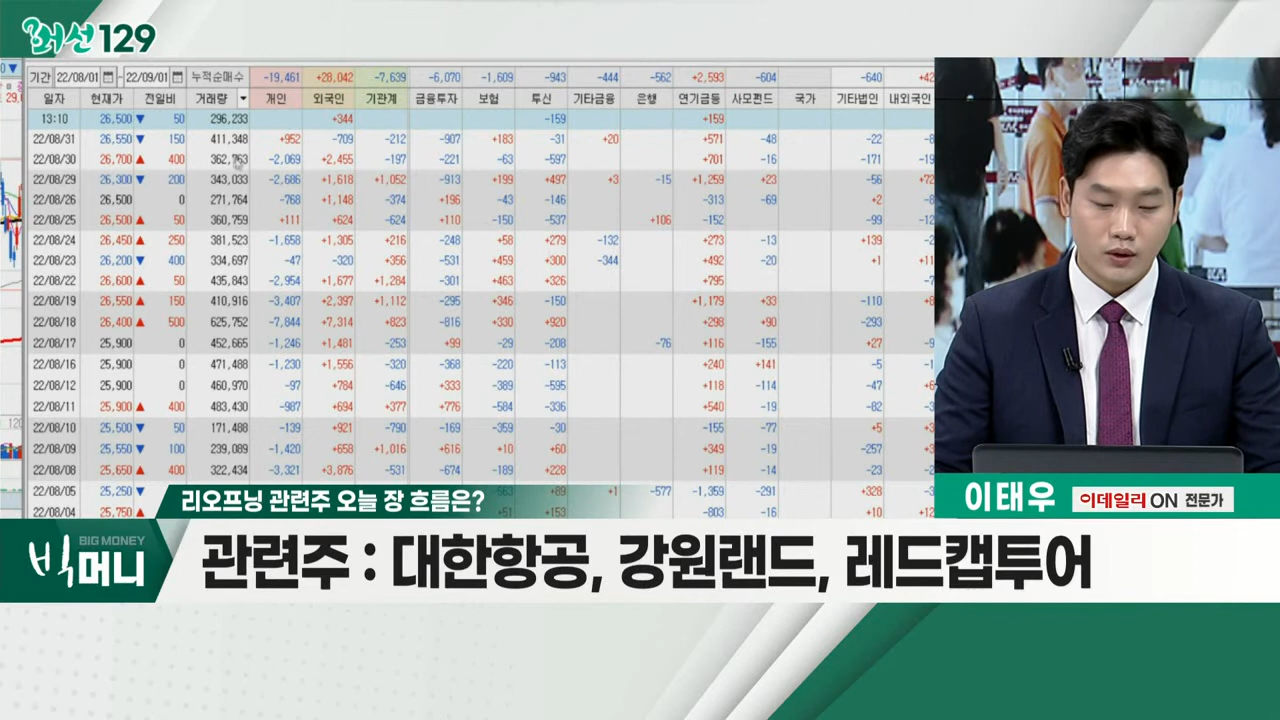 최선129
기간 22/08/01 ~ 22/09/01 누적순매수 -19,461 +28,042 -7,639 -6,070 -1,609 -943 -444 -562 +2,593 -604 -640 +42
일자 현재가 전일비 거래량 개인 외국인 기관계 금융투자 보험 투신 기타금융 은행 연기금등 사모펀드 국가 기타법인 내외국인
13:10 26,500 ▼ 50 296,233 +344 -159 +159
22/08/31 26,550 ▼ 150 411,348 +952 -709 -212 -907 +183 -31 +20 +571 -48 -22 -8
22/08/30 26,700 ▲ 400 362,763 -2,069 +2,455 -197 -221 -63 -597 +701 -16 -171 -19
22/08/29 26,300 ▼ 200 343,033 -2,686 +1,618 +1,052 -913 +199 +497 +3 -15 +1,259 +23 -56 +72
22/08/26 26,500 0 271,764 -768 +1,148 -374 +196 -43 -146 -313 -69 +2 -8
22/08/25 26,500 ▲ 50 360,759 +111 +624 -624 +110 -150 -537 +106 -152 -99 -12
22/08/24 26,450 ▲ 250 381,523 -1,658 +1,305 +216 -248 +58 +279 -132 +273 -13 +139 -2
22/08/23 26,200 ▼ 400 334,697 -47 -320 +356 -531 +459 +300 -344 +492 -20 +1 +11
22/08/22 26,600 ▲ 50 435,843 -2,954 +1,677 +1,284 -301 +463 +326 +795 -7
22/08/19 26,550 ▲ 150 410,916 -3,407 +2,397 +1,112 -295 +346 -150 +1,179 +33 -110 +8
22/08/18 26,400 ▲ 500 625,752 -7,844 +7,314 +823 -816 +330 +920 +298 +90 -293
22/08/17 25,900 0 452,665 -1,246 +1,481 -253 +99 -29 -208 -76 +116 -155 +27 -9
22/08/16 25,900 0 471,488 -1,230 +1,556 -320 -368 -220 -113 +240 +141 -5 -1
22/08/12 25,900 0 460,970 -97 +784 -646 +333 -389 -595 +118 -114 -47 +6
22/08/11 25,900 ▲ 400 483,430 -987 +694 +377 +776 -584 -336 +540 -19 -82 -3
22/08/10 25,500 ▼ 50 171,488 -139 +921 -790 -169 -359 -30 -155 -77 +5 +3
22/08/09 25,550 ▼ 100 239,089 -1,420 +658 +1,016 +616 +10 +60 +349 -19 -257 +3
22/08/08 25,650 ▲ 400 322,434 -3,321 +3,876 -531 -674 -189 +228 +119 -14 -23 -2
22/08/05 25,250 ▼ -563 +89 +1 -577 -1,359 -291 +328 -3
22/08/04 25,750 ▲ +51 +153 -803 -16 +10 +12
리오프닝 관련주 오늘 장 흐름은?
이태우 이데일리 ON 전문가
BIG MONEY
빅머니
관련주 : 대한항공, 강원랜드, 레드캡투어